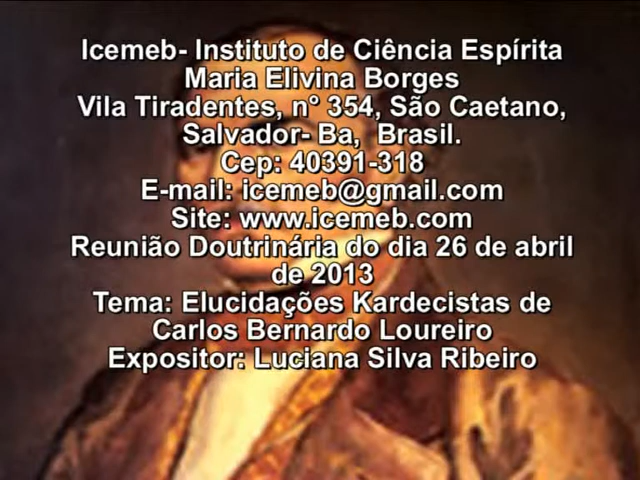 Icemeb- Instituto de Ciência Espírita
Maria Elivina Borges
Vila Tiradentes, n° 354, São Caetano,
Salvador- Ba, Brasil.
Cep: 40391-318
E-mail: icemeb@gmail.com
Site: www.icemeb.com
Reunião Doutrinária do dia 26 de abril
de 2013
Tema: Elucidações Kardecistas de
Carlos Bernardo Loureiro
Expositor: Luciana Silva Ribeiro